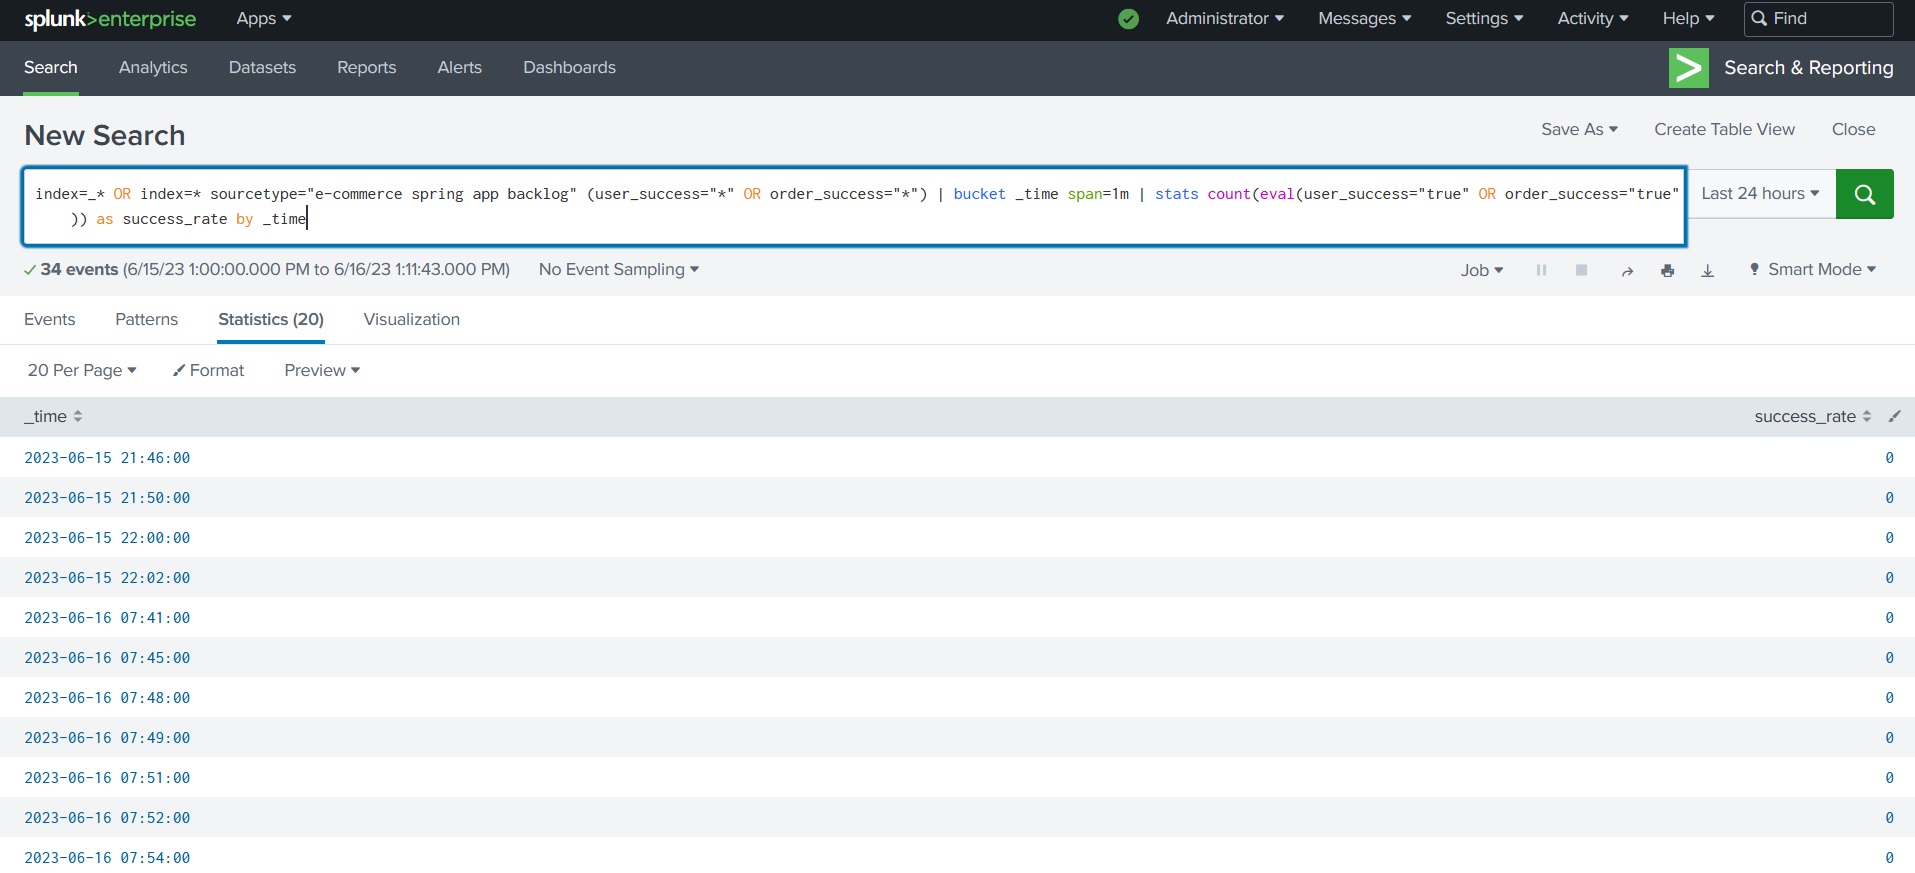 splunk>enterprise Apps Administrator Messages Settings Activity Help Find
Search Analytics Datasets Reports Alerts Dashboards Search & Reporting
New Search Save As Create Table View Close
index=_* OR index=* sourcetype="e-commerce spring app backlog" (user_success="*" OR order_success="*") | bucket _time span=1m | stats count(eval(user_success="true" OR order_success="true"
)) as success_rate by _time
Last 24 hours
34 events (6/15/23 1:00:00.000 PM to 6/16/23 1:11:43.000 PM) No Event Sampling Job Smart Mode
Events Patterns Statistics (20) Visualization
20 Per Page Format Preview
_time success_rate
2023-06-15 21:46:00 0
2023-06-15 21:50:00 0
2023-06-15 22:00:00 0
2023-06-15 22:02:00 0
2023-06-16 07:41:00 0
2023-06-16 07:45:00 0
2023-06-16 07:48:00 0
2023-06-16 07:49:00 0
2023-06-16 07:51:00 0
2023-06-16 07:52:00 0
2023-06-16 07:54:00 0